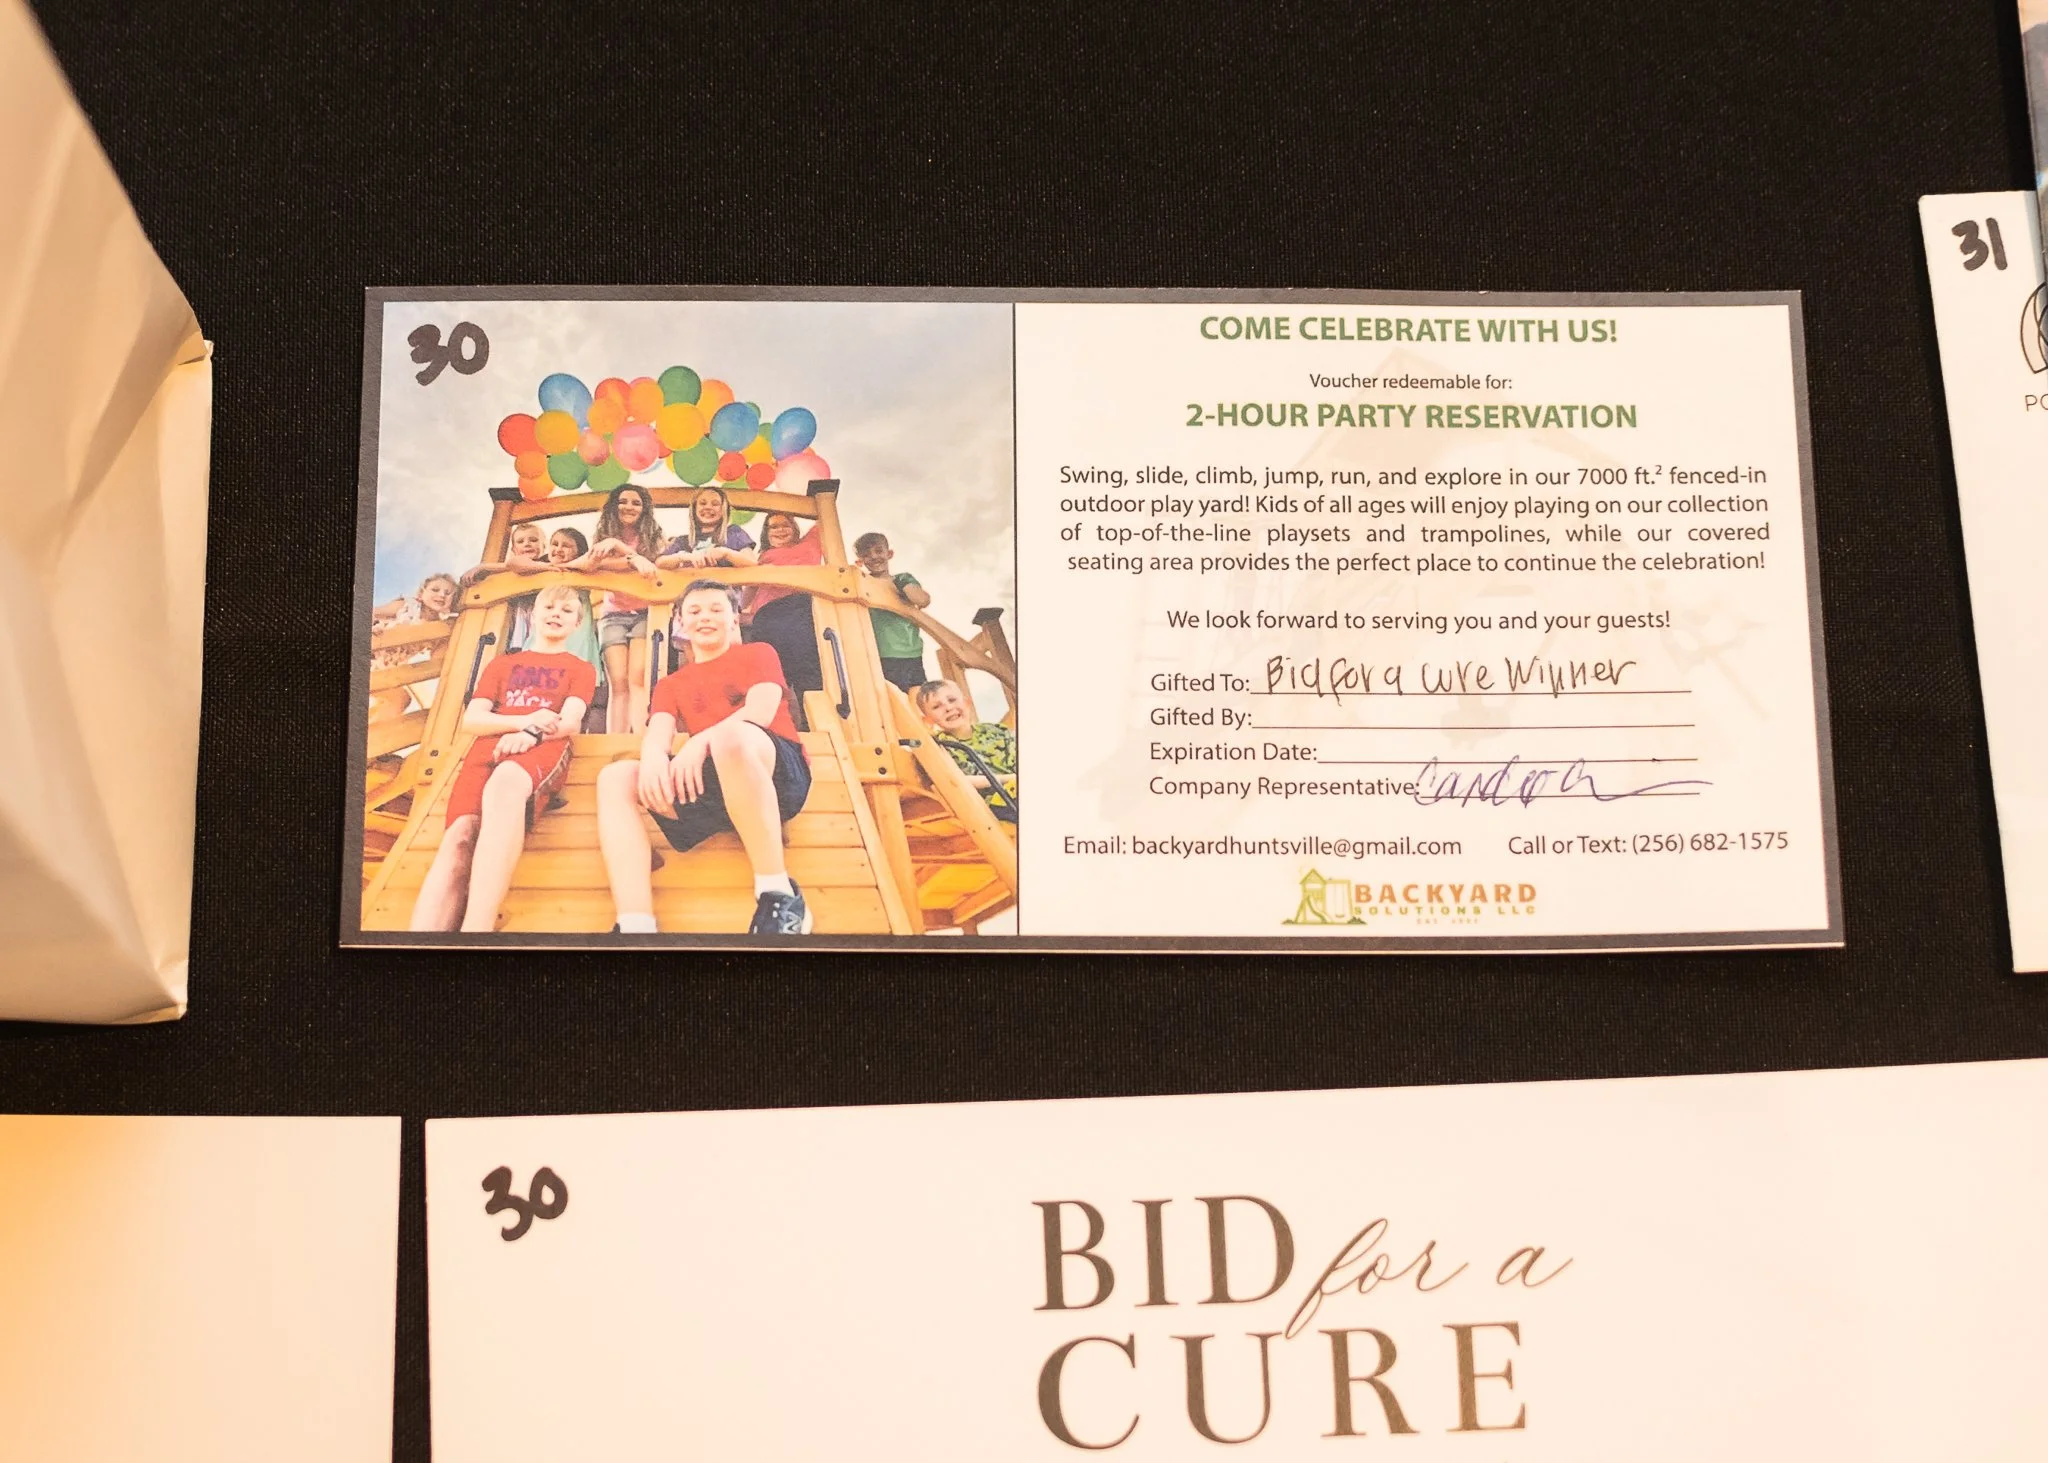 30
COME CELEBRATE WITH US!
Voucher redeemable for:
2-HOUR PARTY RESERVATION
Swing, slide, climb, jump, run, and explore in our 7000 ft.² fenced-in
outdoor play yard! Kids of all ages will enjoy playing on our collection
of top-of-the-line playsets and trampolines, while our covered
seating area provides the perfect place to continue the celebration!
We look forward to serving you and your guests!
Gifted To: Bid for a Cure Winner
Gifted By:
Expiration Date:
Company Representative:
Email: backyardhuntsville@gmail.com Call or Text: (256) 682-1575
BACKYARD
SOLUTIONS LLC
31
30
BID for a
CURE